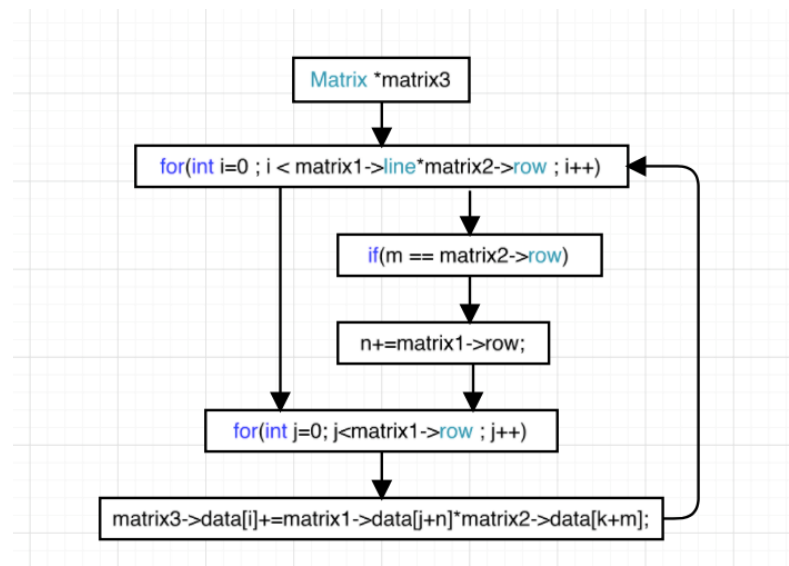 Matrix *matrix3
for(int i=0 ; i < matrix1->line*matrix2->row ; i++)
if(m == matrix2->row)
n+=matrix1->row;
for(int j=0; j<matrix1->row ; j++)
matrix3->data[i]+=matrix1->data[j+n]*matrix2->data[k+m];